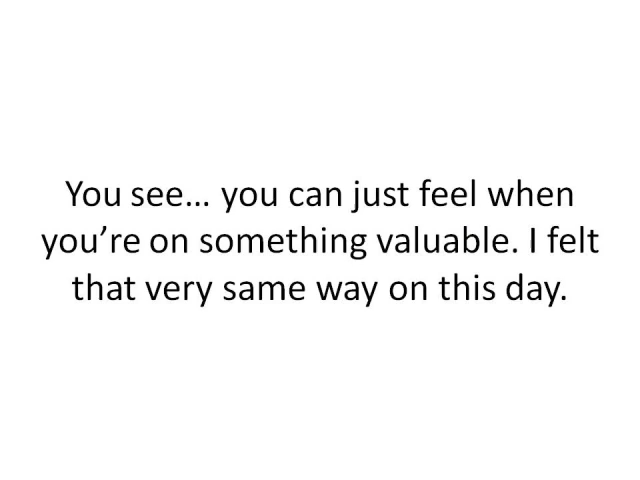 You see… you can just feel when
you’re on something valuable. I felt
that very same way on this day.